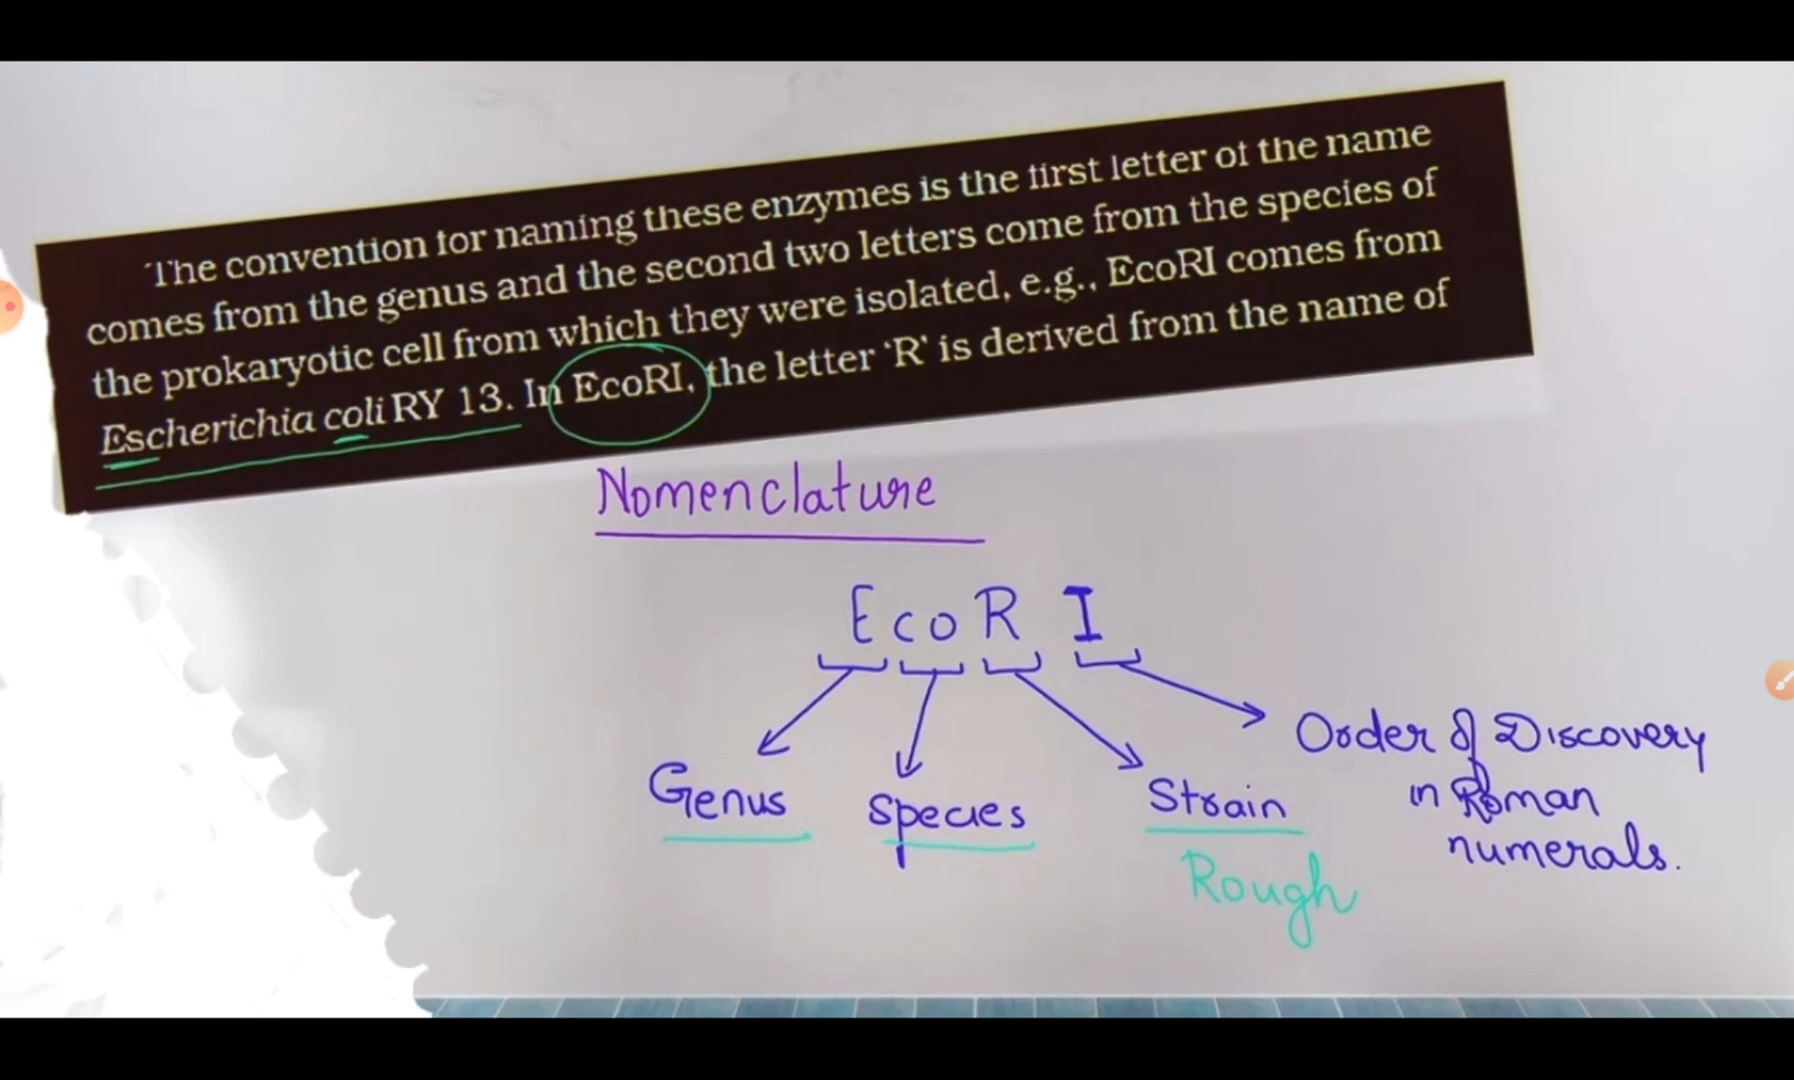 The convention for naming these enzymes is the first letter of the name
comes from the genus and the second two letters come from the species of
the prokaryotic cell from which they were isolated, e.g., EcoRI comes from
Escherichia coli RY 13. In EcoRI, the letter ‘R’ is derived from the name of
Nomenclature
EcoR I
Genus
Species
Strain
Rough
Order of Discovery
in Roman
numerals.